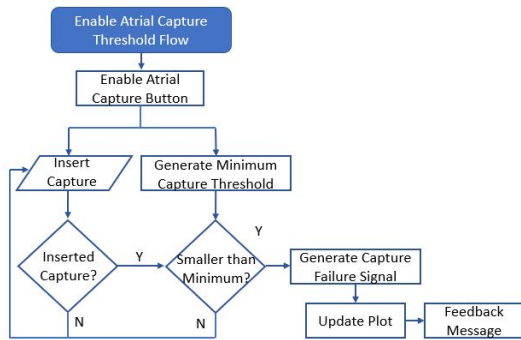 Enable Atrial Capture
Threshold Flow
Enable Atrial
Capture Button
Insert
Capture
Generate Minimum
Capture Threshold
Inserted
Capture?
Y
Smaller than
Minimum?
Y
Generate Capture
Failure Signal
N
N
Update Plot
Feedback
Message